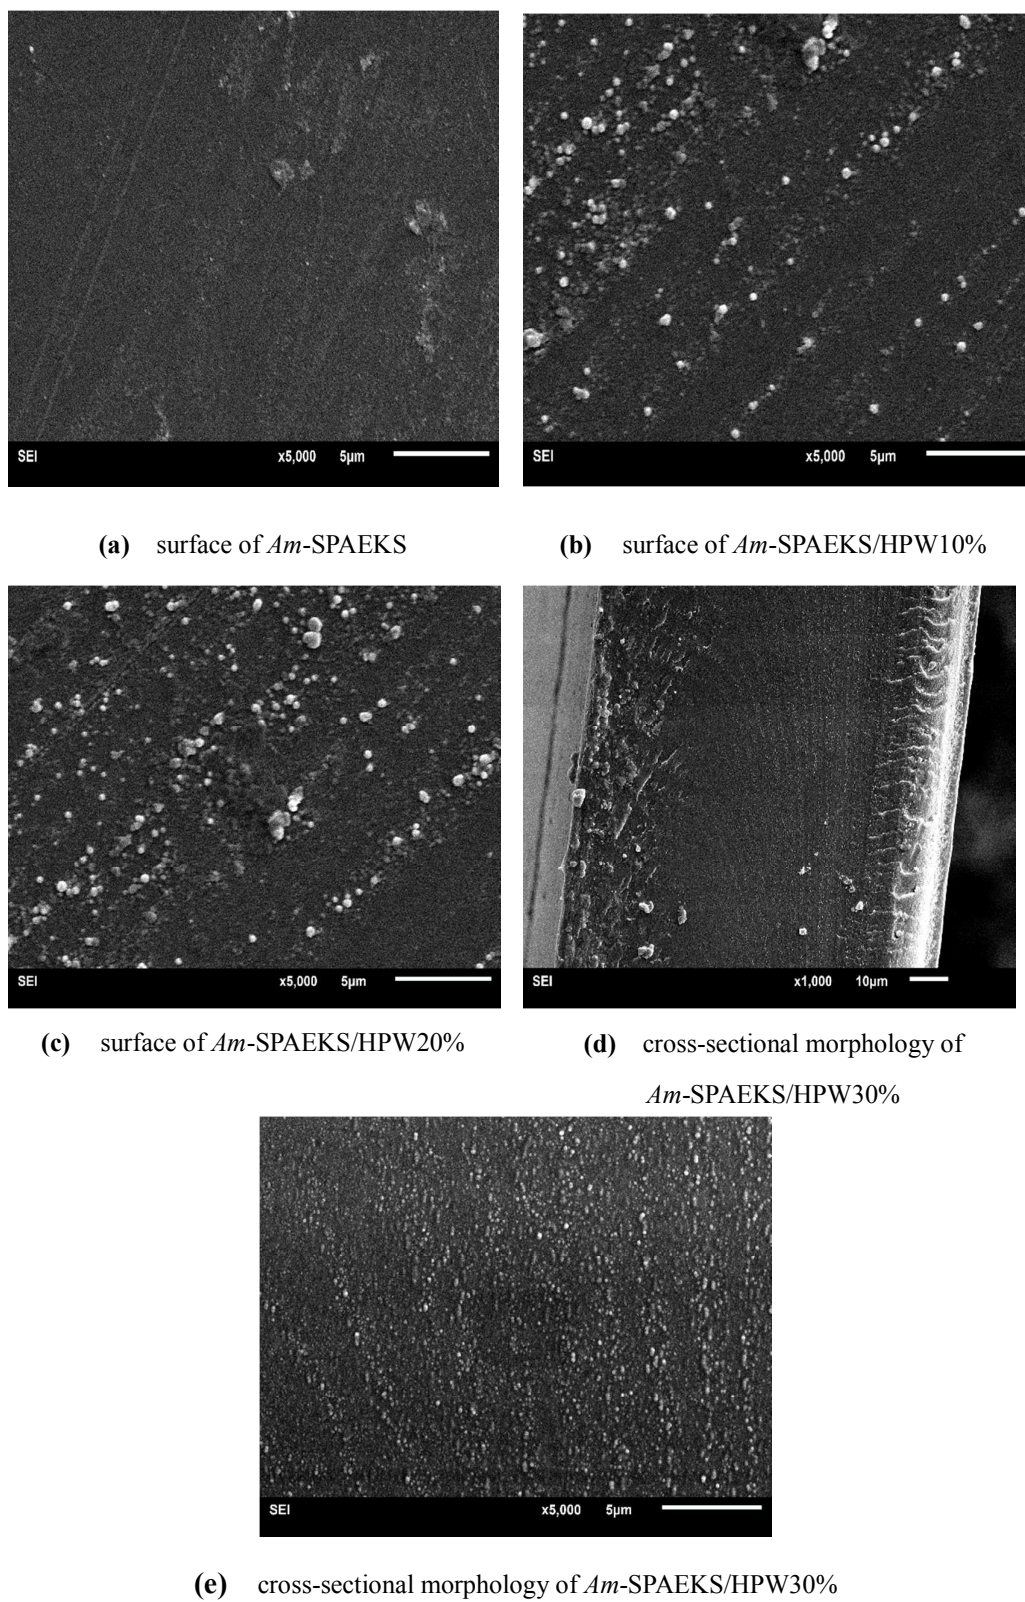 SEI x5,000 5μm
SEI x5,000 5μm
(a) surface of Am-SPAEKS
(b) surface of Am-SPAEKS/HPW10%
SEI x5,000 5μm
SEI x1,000 10μm
(c) surface of Am-SPAEKS/HPW20%
(d) cross-sectional morphology of
Am-SPAEKS/HPW30%
SEI x5,000 5μm
(e) cross-sectional morphology of Am-SPAEKS/HPW30%